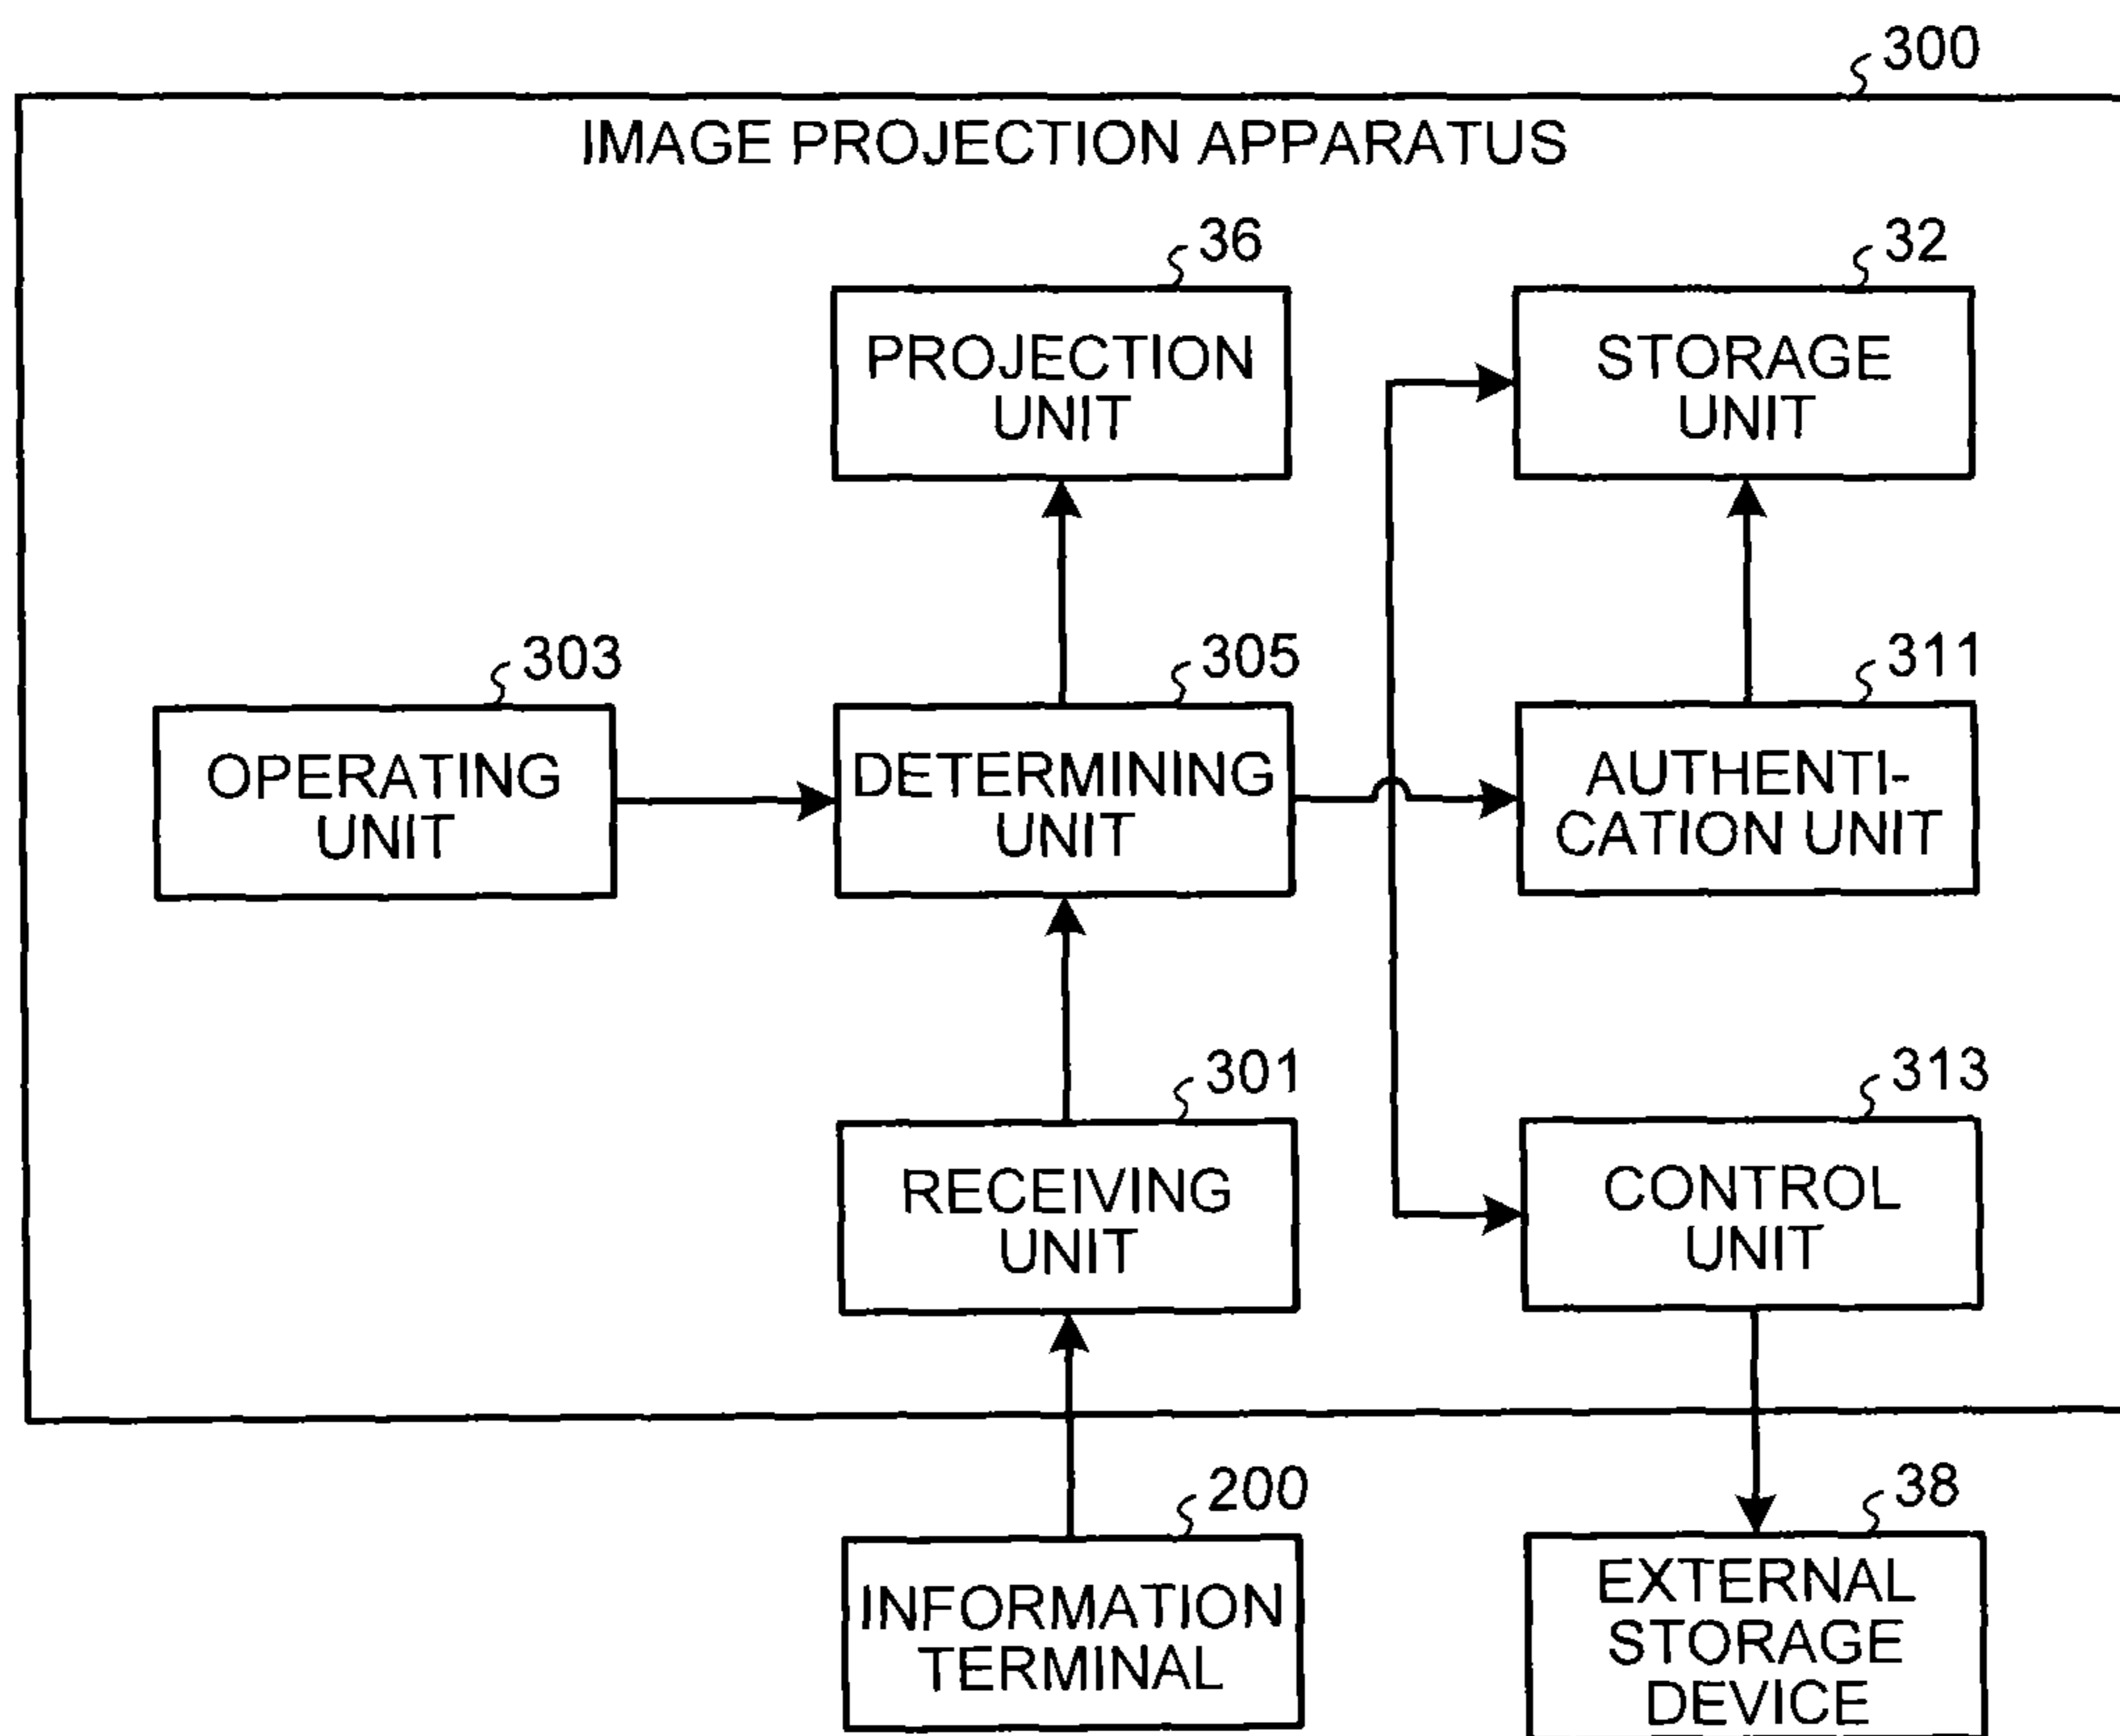 300
IMAGE PROJECTION APPARATUS
36
32
PROJECTION
UNIT
STORAGE
UNIT
303
305
311
OPERATING
UNIT
DETERMINING
UNIT
AUTHENTI-
CATION UNIT
301
313
RECEIVING
UNIT
CONTROL
UNIT
200
38
INFORMATION
TERMINAL
EXTERNAL
STORAGE
DEVICE